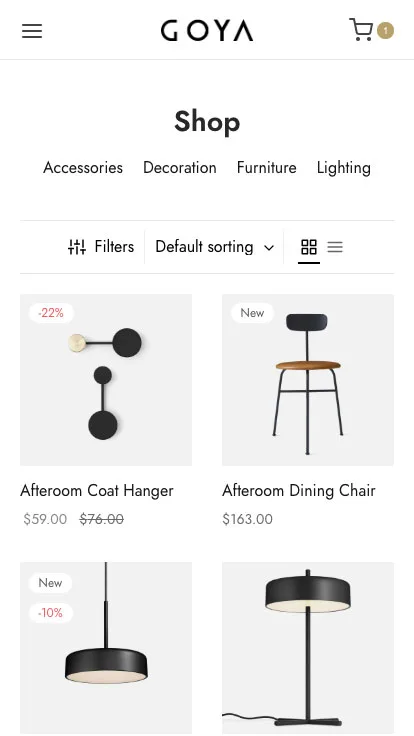 GOYA
1
Shop
Accessories Decoration Furniture Lighting
Filters Default sorting
-22%
New
Afteroom Coat Hanger
$59.00 $76.00
Afteroom Dining Chair
$163.00
New
-10%